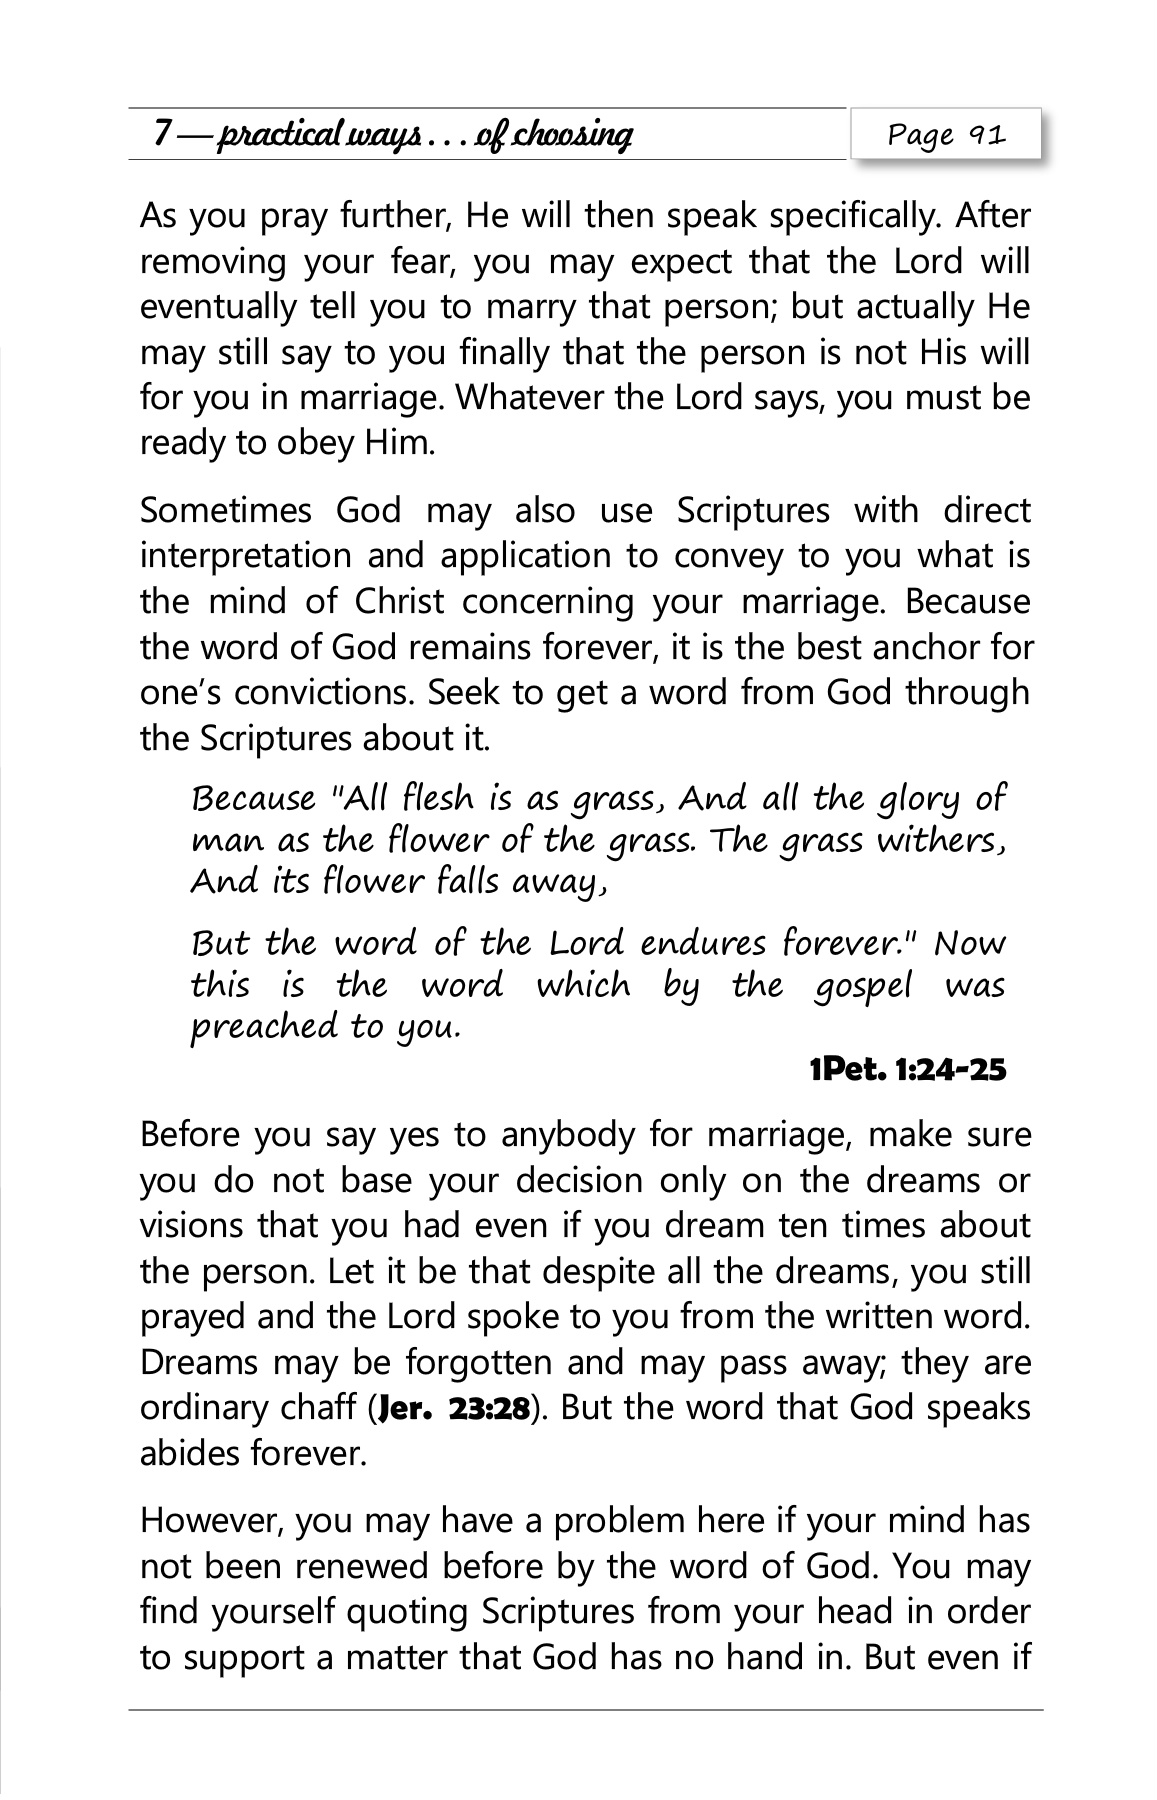 7 — practical ways . . . of choosing
Page 91
As you pray further, He will then speak specifically. After
removing your fear, you may expect that the Lord will
eventually tell you to marry that person; but actually He
may still say to you finally that the person is not His will
for you in marriage. Whatever the Lord says, you must be
ready to obey Him.
Sometimes God may also use Scriptures with direct
interpretation and application to convey to you what is
the mind of Christ concerning your marriage. Because
the word of God remains forever, it is the best anchor for
one’s convictions. Seek to get a word from God through
the Scriptures about it.
Because "All flesh is as grass, And all the glory of
man as the flower of the grass. The grass withers,
And its flower falls away,
But the word of the Lord endures forever." Now
this is the word which by the gospel was
preached to you.
1Pet. 1:24-25
Before you say yes to anybody for marriage, make sure
you do not base your decision only on the dreams or
visions that you had even if you dream ten times about
the person. Let it be that despite all the dreams, you still
prayed and the Lord spoke to you from the written word.
Dreams may be forgotten and may pass away; they are
ordinary chaff (Jer. 23:28). But the word that God speaks
abides forever.
However, you may have a problem here if your mind has
not been renewed before by the word of God. You may
find yourself quoting Scriptures from your head in order
to support a matter that God has no hand in. But even if